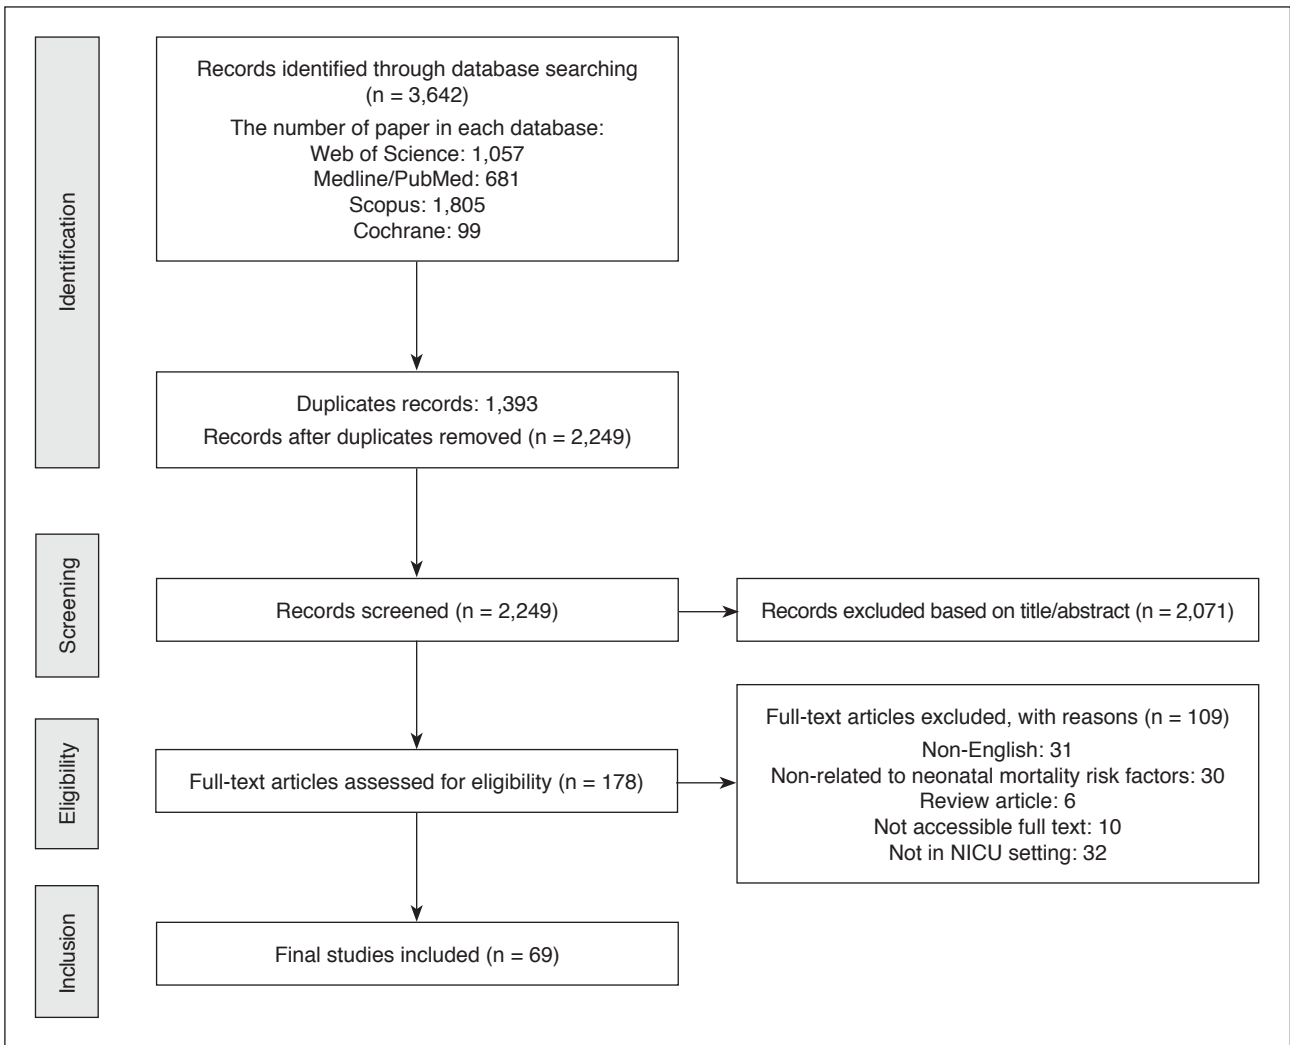 Identification
Records identified through database searching
(n = 3,642)
The number of paper in each database:
Web of Science: 1,057
Medline/PubMed: 681
Scopus: 1,805
Cochrane: 99
Duplicates records: 1,393
Records after duplicates removed (n = 2,249)
Screening
Records screened (n = 2,249)
Records excluded based on title/abstract (n = 2,071)
Eligibility
Full-text articles assessed for eligibility (n = 178)
Full-text articles excluded, with reasons (n = 109)
Non-English: 31
Non-related to neonatal mortality risk factors: 30
Review article: 6
Not accessible full text: 10
Not in NICU setting: 32
Inclusion
Final studies included (n = 69)